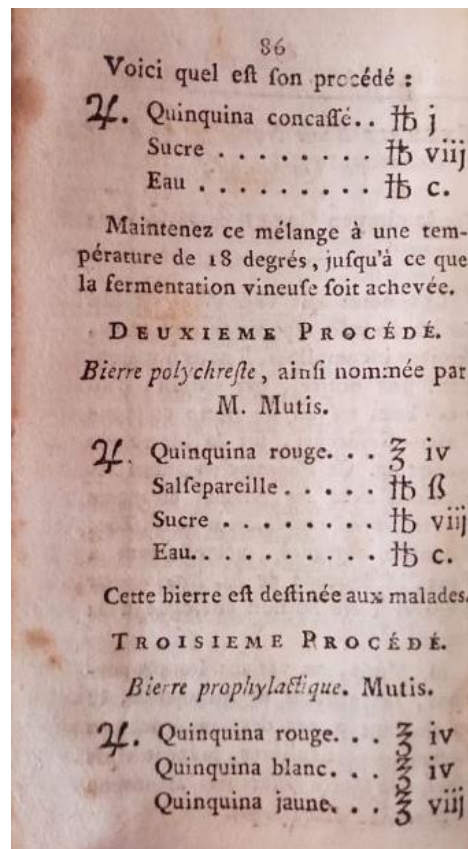 86
Voici quel eſt ſon procédé :
♃. Quinquina concaſſé.. ℔ j
Sucre . . . . . . . . ℔ viij
Eau . . . . . . . . . ℔ c.
Maintenez ce mélange à une tem-
pérature de 18 degrés, juſqu'à ce que
la fermentation vineuſe ſoit achevée.
DEUXIEME PROCÉDÉ.
Bierre polychreſte, ainſi nommée par
M. Mutis.
♃. Quinquina rouge. . . ℥ iv
Salſepareille . . . . . ℔ ß
Sucre . . . . . . . . ℔ viij
Eau. . . . . . . . . . ℔ c.
Cette bierre eſt deſtinée aux malades.
TROISIEME PROCÉDÉ.
Bierre prophylactique. Mutis.
♃. Quinquina rouge. . . ℥ iv
Quinquina blanc. . . ℥ iv
Quinquina jaune. . . ℥ viij